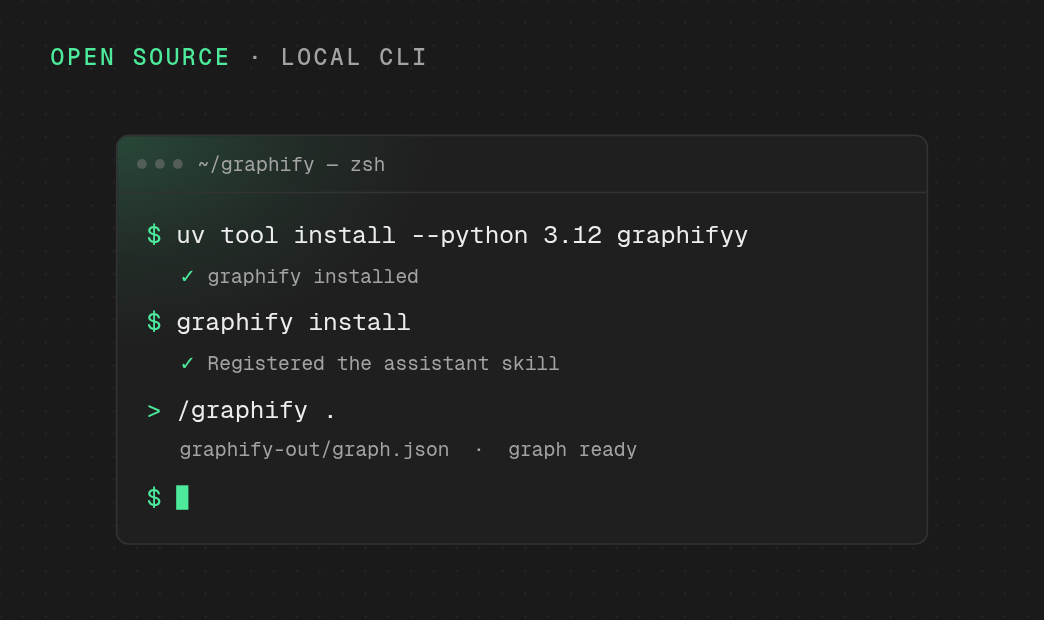 OPEN SOURCE · LOCAL CLI
~/graphify — zsh
$ uv tool install --python 3.12 graphifyy
✓ graphify installed
$ graphify install
✓ Registered the assistant skill
> /graphify .
graphify-out/graph.json · graph ready
$